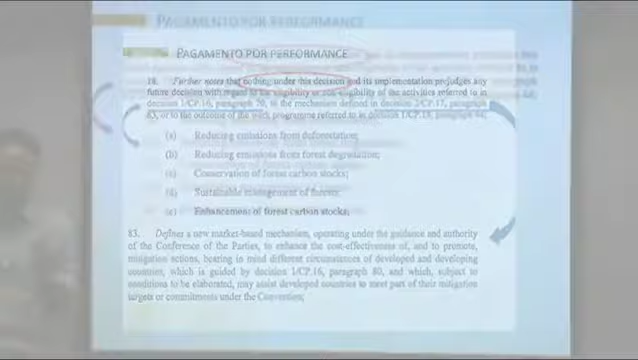 PAGAMENTO POR PERFORMANCE
PAGAMENTO POR PERFORMANCE
18. Further notes that nothing under this decision and its implementation prejudges any
future decision with regard to the eligibility or non-eligibility of the activities referred to in
decision 1/CP.16, paragraph 70, to the mechanism defined in decision 2/CP.17, paragraph
83, or to the outcome of the work programme referred to in decision 1/CP.18, paragraph
(a) Reducing emissions from deforestation;
(b) Reducing emissions from forest degradation;
(c) Conservation of forest carbon stocks;
(d) Sustainable management of forests;
(e) Enhancement of forest carbon stocks;
83. Defines a new market-based mechanism, operating under the guidance and authority
of the Conference of the Parties, to enhance the cost-effectiveness of, and to promote,
mitigation actions, bearing in mind different circumstances of developed and developing
countries, which is guided by decision 1/CP.16, paragraph 80, and which, subject to
conditions to be elaborated, may assist developed countries to meet part of their mitigation
targets or commitments under the Convention;